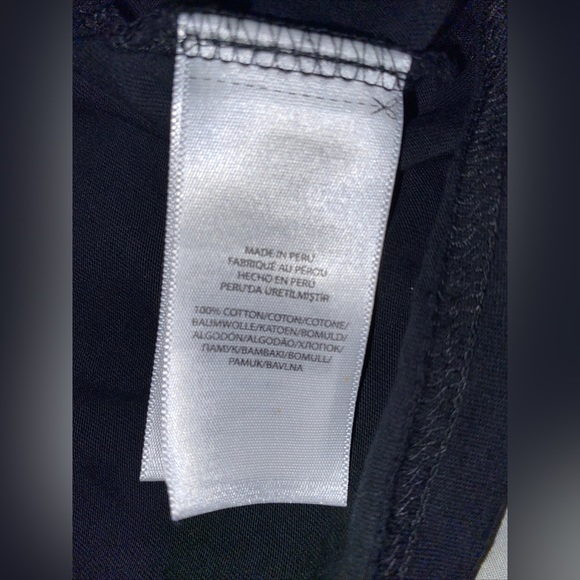 MADE IN PERU
FABRIQUÉ AU PÉROU
HECHO EN PERÚ
PERU'DA ÜRETILMIŞTIR
100% COTTON/COTON/COTONE/
BAUMWOLLE/KATOEN/BOMULD/
ALGODÓN/ALGODÃO/ХЛОПОК/
ПАМУК/BAMBAKI/BOMULL/
PAMUK/BAVLNA